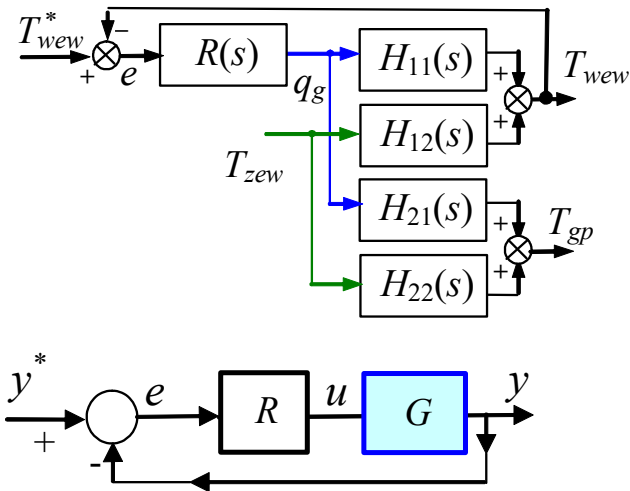 T*wew
−
+
e
R(s)
qg
H11(s)
+
+
Twew
Tzew
H12(s)
H21(s)
+
+
Tgp
H22(s)
y*
+
-
e
R
u
G
y